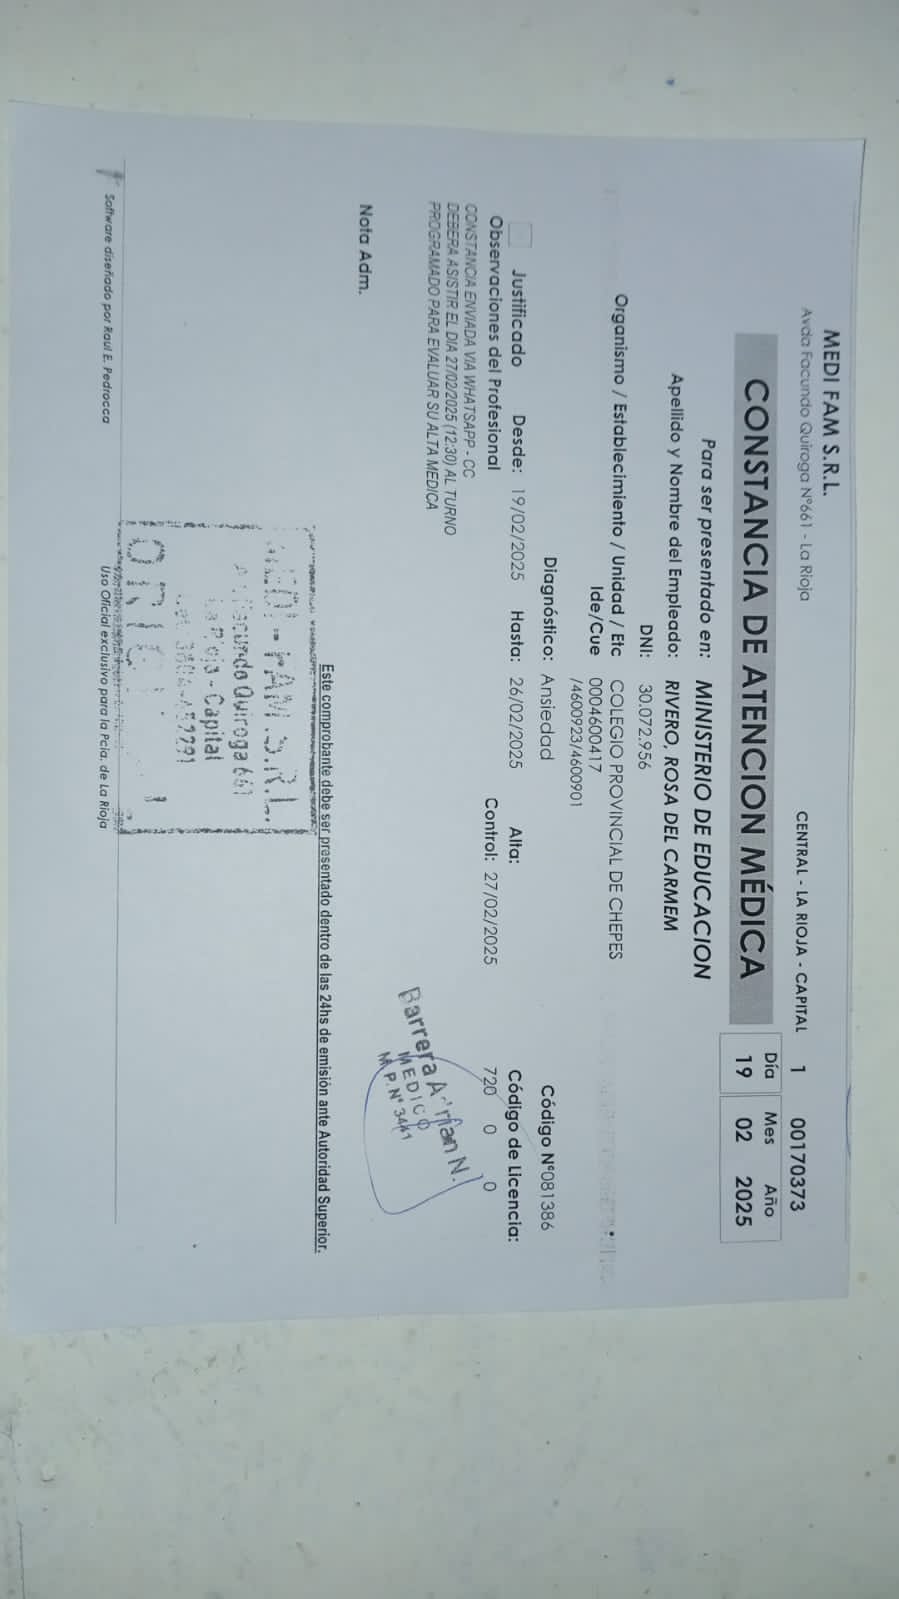 MEDI FAM S.R.L.
Avda Facundo Quiroga N°661 - La Rioja
CENTRAL - LA RIOJA - CAPITAL 1 00170373
CONSTANCIA DE ATENCION MÉDICA
Día Mes Año
19 02 2025
Para ser presentado en: MINISTERIO DE EDUCACION
Apellido y Nombre del Empleado: RIVERO, ROSA DEL CARMEM
DNI: 30.072.956
Organismo / Establecimiento / Unidad / Etc COLEGIO PROVINCIAL DE CHEPES
Ide/Cue 0004600417
/4600923/4600901
Diagnóstico: Ansiedad Código N°081386
Justificado Desde: 19/02/2025 Hasta: 26/02/2025 Alta: Código de Licencia:
Observaciones del Profesional Control: 27/02/2025 720 0 0
CONSTANCIA ENVIADA VIA WHATSAPP - CC
DEBERA ASISTIR EL DIA 27/02/2025 (12:30) AL TURNO
PROGRAMADO PARA EVALUAR SU ALTA MEDICA
Barrera Adrian N.
MEDICO
M.P.N° 3441
Nota Adm.
Este comprobante debe ser presentado dentro de las 24hs de emisión ante Autoridad Superior.
MEDI-FAM.S.R.L.
Facundo Quiroga 661
La Rioja - Capital
Software diseñado por Raul E. Pedrocca Uso Oficial exclusivo para la Pcia. de La Rioja